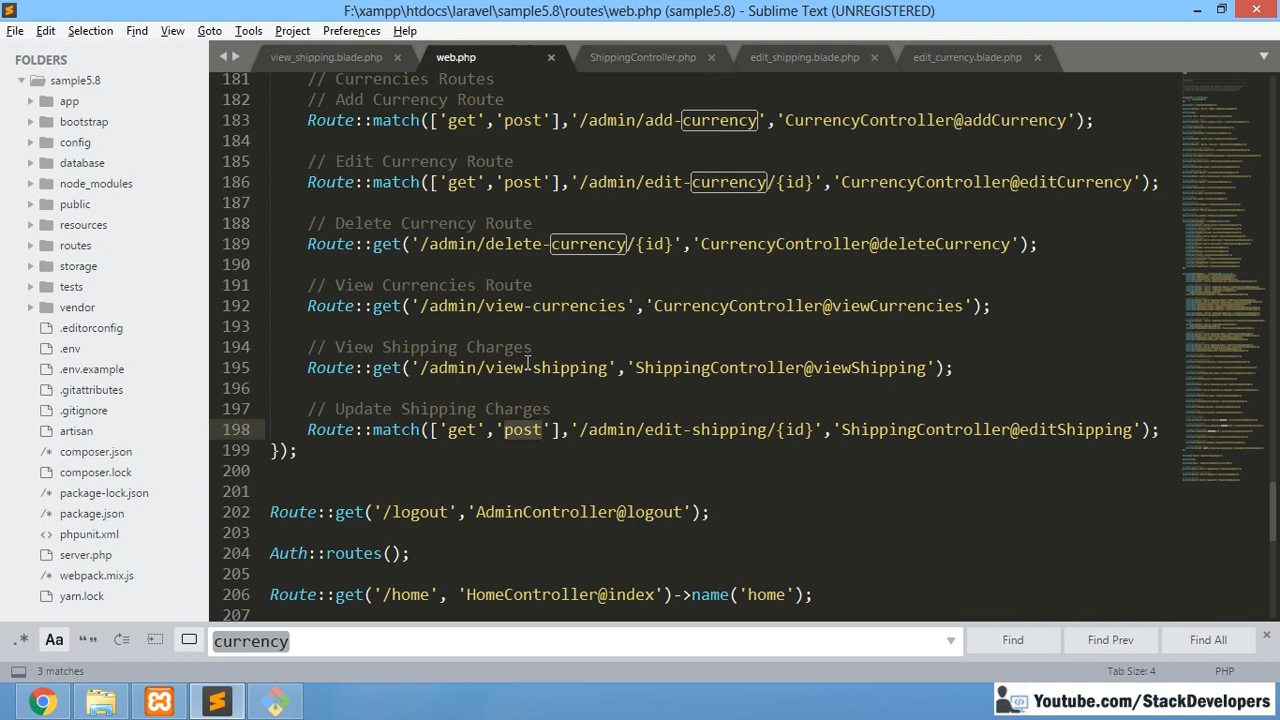 F:\xampp\htdocs\laravel\sample5.8\routes\web.php (sample5.8) - Sublime Text (UNREGISTERED)
File Edit Selection Find View Goto Tools Project Preferences Help
FOLDERS
sample5.8
app
bootstrap
config
database
node_modules
public
resources
routes
storage
tests
vendor
.editorconfig
.env
.env.example
.gitattributes
.gitignore
artisan
composer.json
composer.lock
package-lock.json
package.json
phpunit.xml
server.php
webpack.mix.js
yarn.lock
view_shipping.blade.php web.php ShippingController.php edit_shipping.blade.php edit_currency.blade.php
181 // Currencies Routes
182 // Add Currency Route
183 Route::match(['get','post'],'/admin/add-currency','CurrencyController@addCurrency');
184
185 //Edit Currency Route
186 Route::match(['get','post'],'/admin/edit-currency/{id}','CurrencyController@editCurrency');
187
188 Currency Route
189 Route::get('/admin/delete-currency/{id}','CurrencyController@deleteCurrency');
190
191 Currencies
192 Route::get('/admin/view-currencies','CurrencyController@viewCurrencies');
193
194 Shipping
195 Route::get('/admin/view-shipping','ShippingController@viewShipping');
196
197 Shipping Charges
198 Route::match(['get','post'],'/admin/edit-shipping/{id}','ShippingController@editShipping');
199 });
200
201
202 Route::get('/logout','AdminController@logout');
203
204 Auth::routes();
205
206 Route::get('/home', 'HomeController@index')->name('home');
207
.* Aa “”
currency
Find Find Prev Find All
3 matches Tab Size: 4 PHP
Youtube.com/StackDevelopers